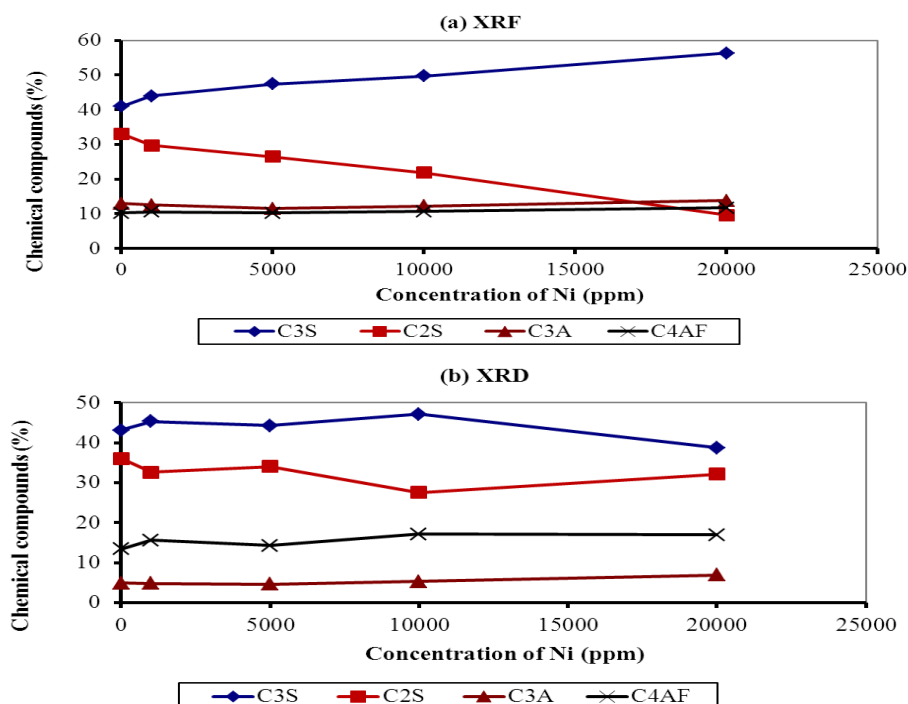 (a) XRF
Chemical compounds (%)
60
50
40
30
20
10
0
0 5000 10000 15000 20000 25000
Concentration of Ni (ppm)
C3S C2S C3A C4AF
(b) XRD
Chemical compounds (%)
50
40
30
20
10
0
0 5000 10000 15000 20000 25000
Concentration of Ni (ppm)
C3S C2S C3A C4AF